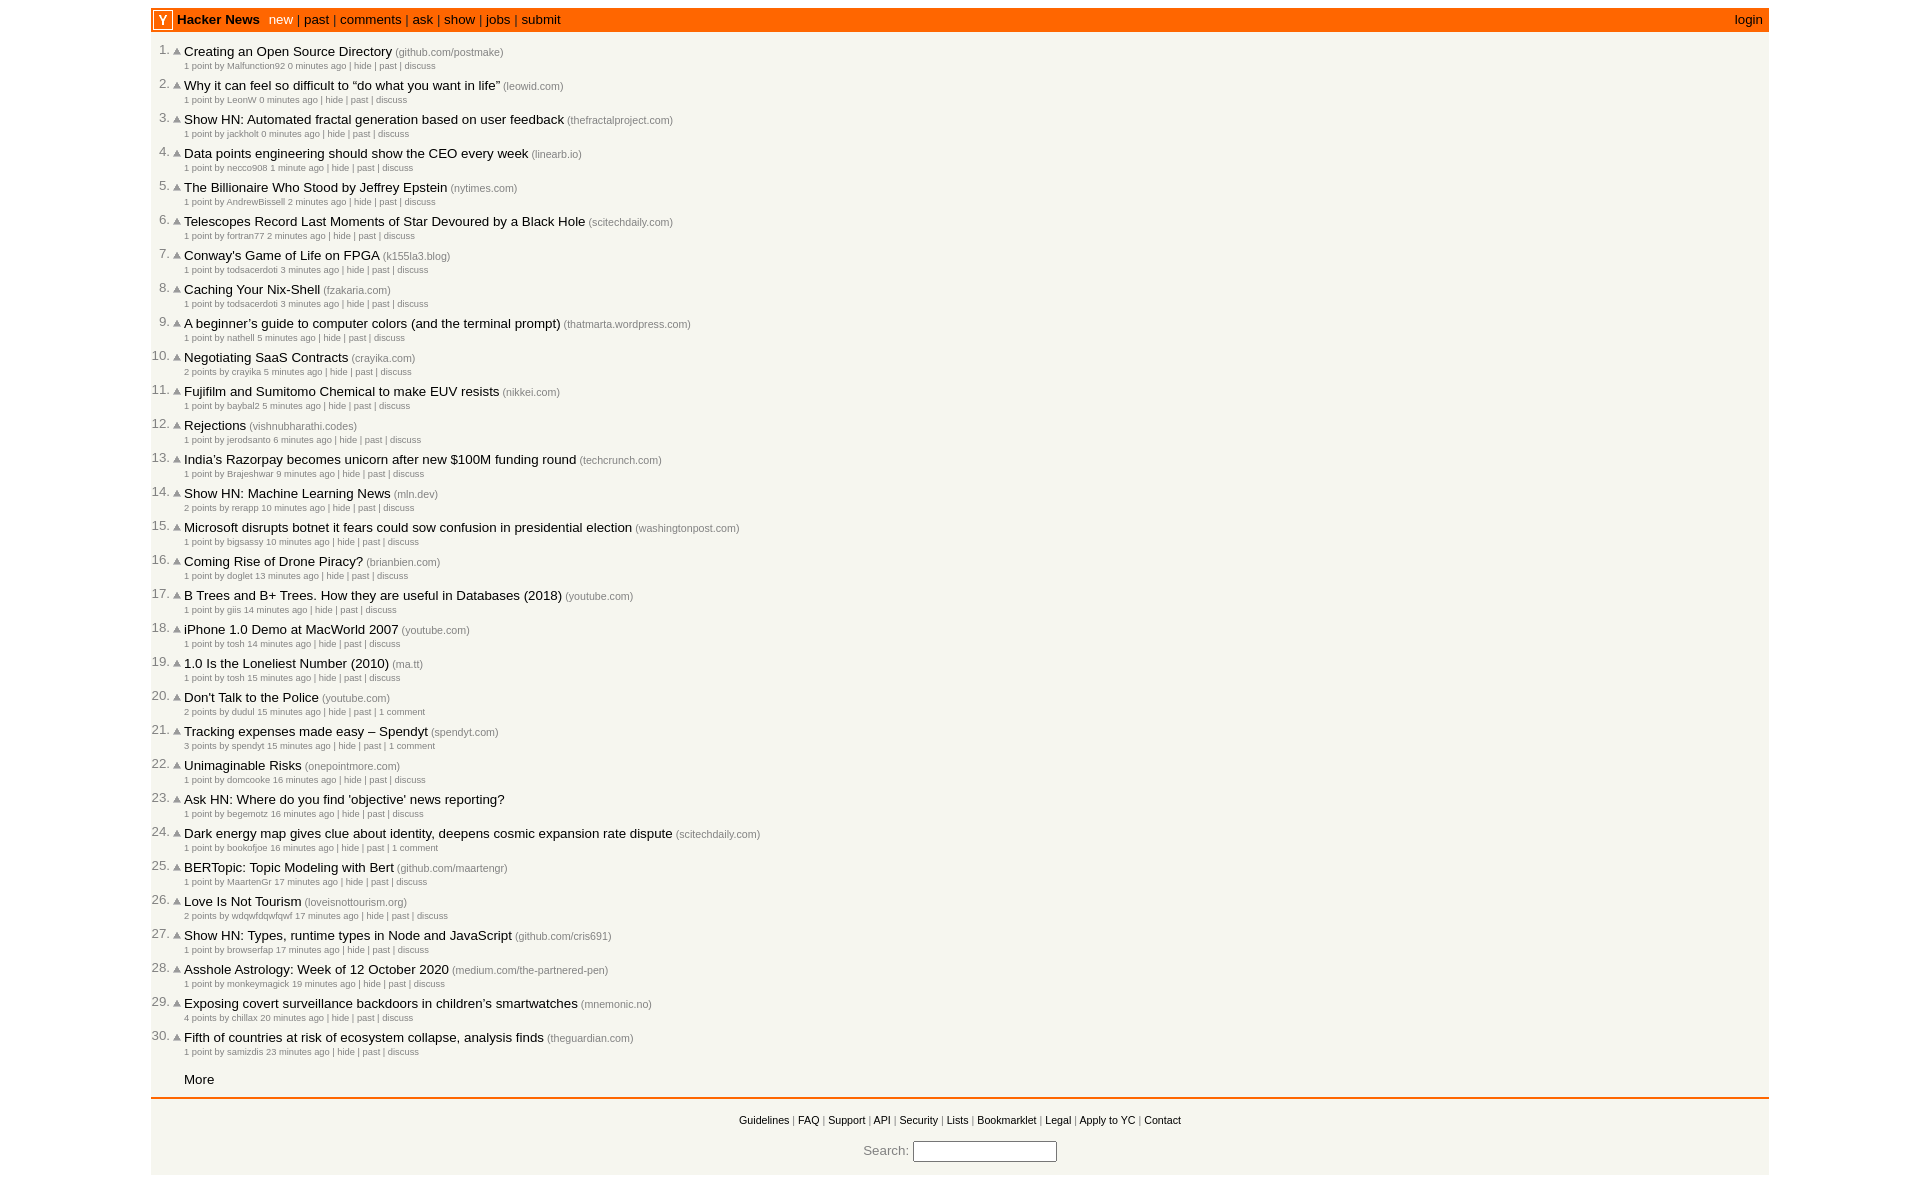 Y Hacker News new | past | comments | ask | show | jobs | submit login
1. Creating an Open Source Directory (github.com/postmake)
1 point by Malfunction92 0 minutes ago | hide | past | discuss
2. Why it can feel so difficult to “do what you want in life” (leowid.com)
1 point by LeonW 0 minutes ago | hide | past | discuss
3. Show HN: Automated fractal generation based on user feedback (thefractalproject.com)
1 point by jackholt 0 minutes ago | hide | past | discuss
4. Data points engineering should show the CEO every week (linearb.io)
1 point by necco908 1 minute ago | hide | past | discuss
5. The Billionaire Who Stood by Jeffrey Epstein (nytimes.com)
1 point by AndrewBissell 2 minutes ago | hide | past | discuss
6. Telescopes Record Last Moments of Star Devoured by a Black Hole (scitechdaily.com)
1 point by fortran77 2 minutes ago | hide | past | discuss
7. Conway's Game of Life on FPGA (k155la3.blog)
1 point by todsacerdoti 3 minutes ago | hide | past | discuss
8. Caching Your Nix-Shell (fzakaria.com)
1 point by todsacerdoti 3 minutes ago | hide | past | discuss
9. A beginner’s guide to computer colors (and the terminal prompt) (thatmarta.wordpress.com)
1 point by nathell 5 minutes ago | hide | past | discuss
10. Negotiating SaaS Contracts (crayika.com)
2 points by crayika 5 minutes ago | hide | past | discuss
11. Fujifilm and Sumitomo Chemical to make EUV resists (nikkei.com)
1 point by baybal2 5 minutes ago | hide | past | discuss
12. Rejections (vishnubharathi.codes)
1 point by jerodsanto 6 minutes ago | hide | past | discuss
13. India’s Razorpay becomes unicorn after new $100M funding round (techcrunch.com)
1 point by Brajeshwar 9 minutes ago | hide | past | discuss
14. Show HN: Machine Learning News (mln.dev)
2 points by rerapp 10 minutes ago | hide | past | discuss
15. Microsoft disrupts botnet it fears could sow confusion in presidential election (washingtonpost.com)
1 point by bigsassy 10 minutes ago | hide | past | discuss
16. Coming Rise of Drone Piracy? (brianbien.com)
1 point by doglet 13 minutes ago | hide | past | discuss
17. B Trees and B+ Trees. How they are useful in Databases (2018) (youtube.com)
1 point by giis 14 minutes ago | hide | past | discuss
18. iPhone 1.0 Demo at MacWorld 2007 (youtube.com)
1 point by tosh 14 minutes ago | hide | past | discuss
19. 1.0 Is the Loneliest Number (2010) (ma.tt)
1 point by tosh 15 minutes ago | hide | past | discuss
20. Don't Talk to the Police (youtube.com)
2 points by dudul 15 minutes ago | hide | past | 1 comment
21. Tracking expenses made easy – Spendyt (spendyt.com)
3 points by spendyt 15 minutes ago | hide | past | 1 comment
22. Unimaginable Risks (onepointmore.com)
1 point by domcooke 16 minutes ago | hide | past | discuss
23. Ask HN: Where do you find 'objective' news reporting?
1 point by begemotz 16 minutes ago | hide | past | discuss
24. Dark energy map gives clue about identity, deepens cosmic expansion rate dispute (scitechdaily.com)
1 point by bookofjoe 16 minutes ago | hide | past | 1 comment
25. BERTopic: Topic Modeling with Bert (github.com/maartengr)
1 point by MaartenGr 17 minutes ago | hide | past | discuss
26. Love Is Not Tourism (loveisnottourism.org)
2 points by wdqwfdqwfqwf 17 minutes ago | hide | past | discuss
27. Show HN: Types, runtime types in Node and JavaScript (github.com/cris691)
1 point by browserfap 17 minutes ago | hide | past | discuss
28. Asshole Astrology: Week of 12 October 2020 (medium.com/the-partnered-pen)
1 point by monkeymagick 19 minutes ago | hide | past | discuss
29. Exposing covert surveillance backdoors in children’s smartwatches (mnemonic.no)
4 points by chillax 20 minutes ago | hide | past | discuss
30. Fifth of countries at risk of ecosystem collapse, analysis finds (theguardian.com)
1 point by samizdis 23 minutes ago | hide | past | discuss
More
Guidelines | FAQ | Support | API | Security | Lists | Bookmarklet | Legal | Apply to YC | Contact
Search: